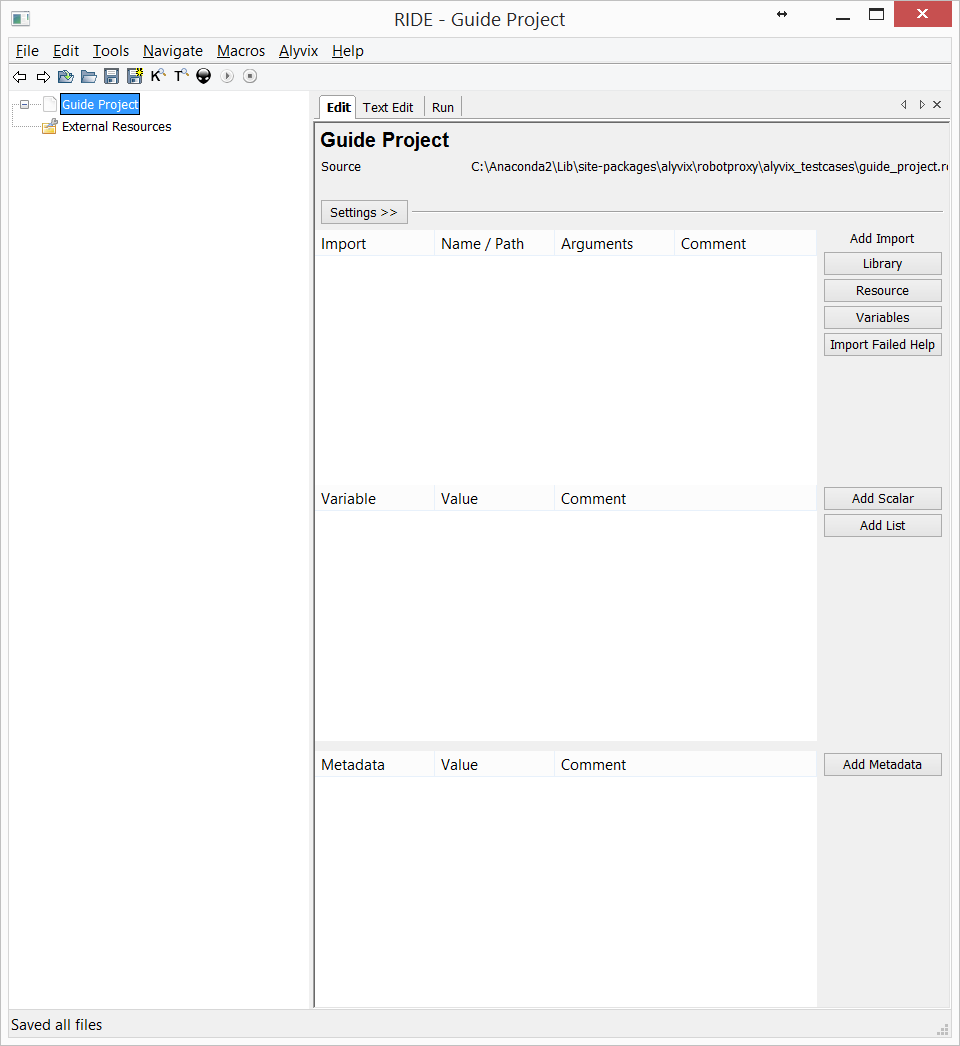 RIDE - Guide Project
File Edit Tools Navigate Macros Alyvix Help
K T
Guide Project
External Resources
Edit Text Edit Run
Guide Project
Source C:\Anaconda2\Lib\site-packages\alyvix\robotproxy\alyvix_testcases\guide_project.ro
Settings >>
Import Name / Path Arguments Comment
Add Import
Library
Resource
Variables
Import Failed Help
Variable Value Comment
Add Scalar
Add List
Metadata Value Comment
Add Metadata
Saved all files